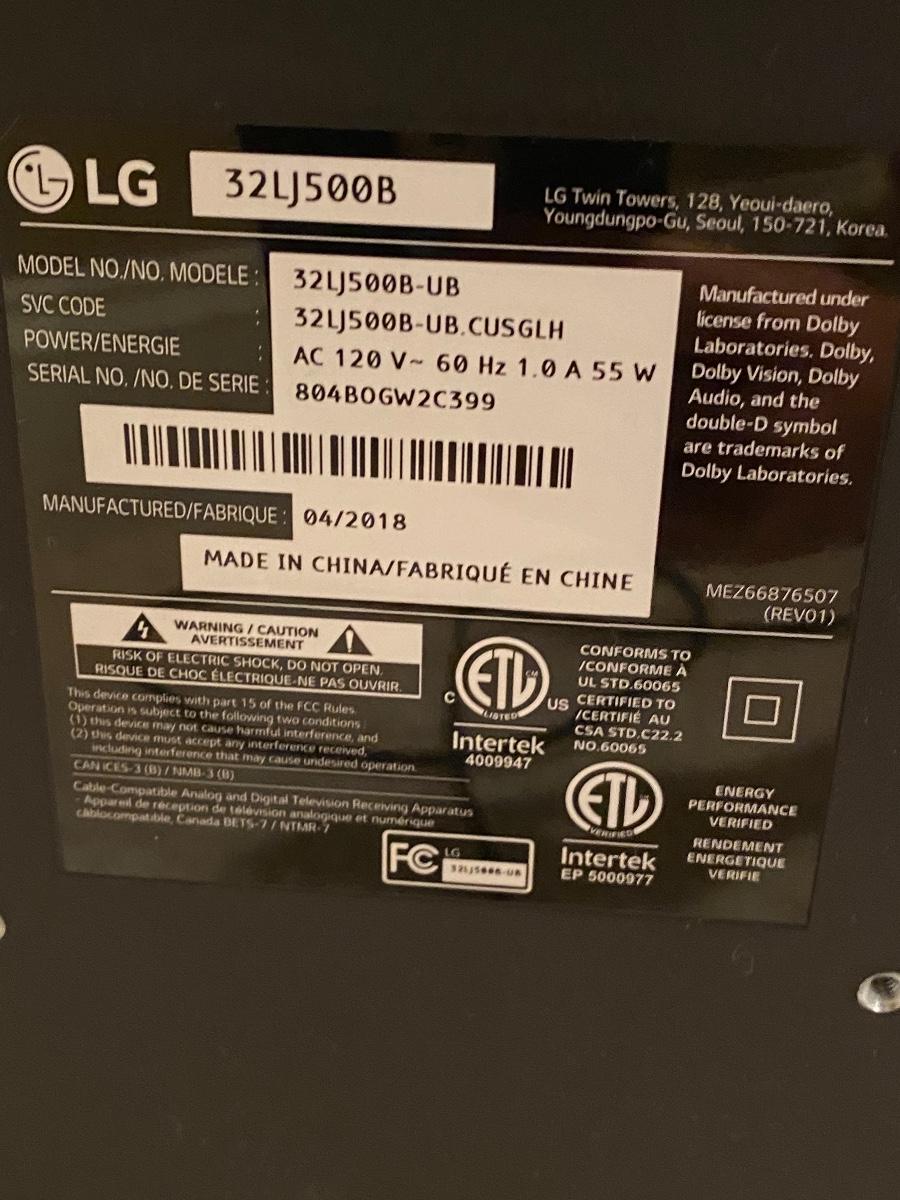 LG 32LJ500B
LG Twin Towers, 128, Yeoui-daero,
Youngdungpo-Gu, Seoul, 150-721, Korea.
MODEL NO./NO. MODELE : 32LJ500B-UB
SVC CODE : 32LJ500B-UB.CUSGLH
POWER/ENERGIE : AC 120 V~ 60 Hz 1.0 A 55 W
SERIAL NO. /NO. DE SERIE : 804BOGW2C399
MANUFACTURED/FABRIQUE : 04/2018
MADE IN CHINA/FABRIQUÉ EN CHINE
Manufactured under
license from Dolby
Laboratories. Dolby,
Dolby Vision, Dolby
Audio, and the
double-D symbol
are trademarks of
Dolby Laboratories.
MEZ66876507
(REV01)
WARNING / CAUTION
AVERTISSEMENT
RISK OF ELECTRIC SHOCK, DO NOT OPEN.
RISQUE DE CHOC ÉLECTRIQUE-NE PAS OUVRIR.
This device complies with part 15 of the FCC Rules.
Operation is subject to the following two conditions :
(1) this device may not cause harmful interference, and
(2) this device must accept any interference received,
including interference that may cause undesired operation.
CAN ICES-3 (B) / NMB-3 (B)
Cable-Compatible Analog and Digital Television Receiving Apparatus
- Appareil de réception de télévision analogique et numérique
câblocompatible, Canada BETS-7 / NTMR-7
C ETL CM US
LISTED
Intertek
4009947
CONFORMS TO
/CONFORME À
UL STD.60065
CERTIFIED TO
/CERTIFIÉ AU
CSA STD.C22.2
NO.60065
ETL
VERIFIED
Intertek
EP 5000977
ENERGY
PERFORMANCE
VERIFIED
RENDEMENT
ENERGETIQUE
VERIFIE
FC LG
32LJ500B-UB